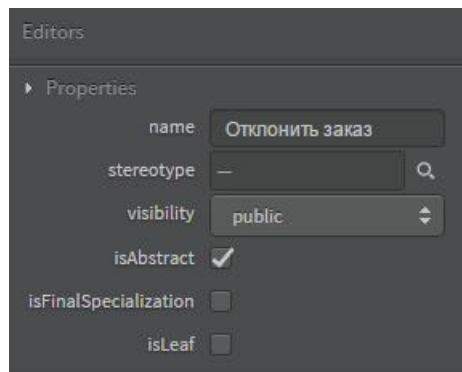 Editors
Properties
name Отклонить заказ
stereotype —
visibility public
isAbstract
isFinalSpecialization
isLeaf